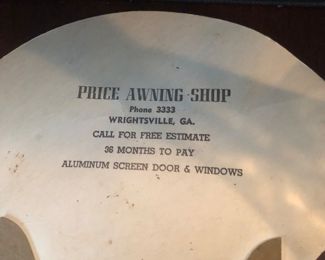 PRICE AWNING SHOP
Phone 3333
WRIGHTSVILLE, GA.
CALL FOR FREE ESTIMATE
36 MONTHS TO PAY
ALUMINUM SCREEN DOOR & WINDOWS